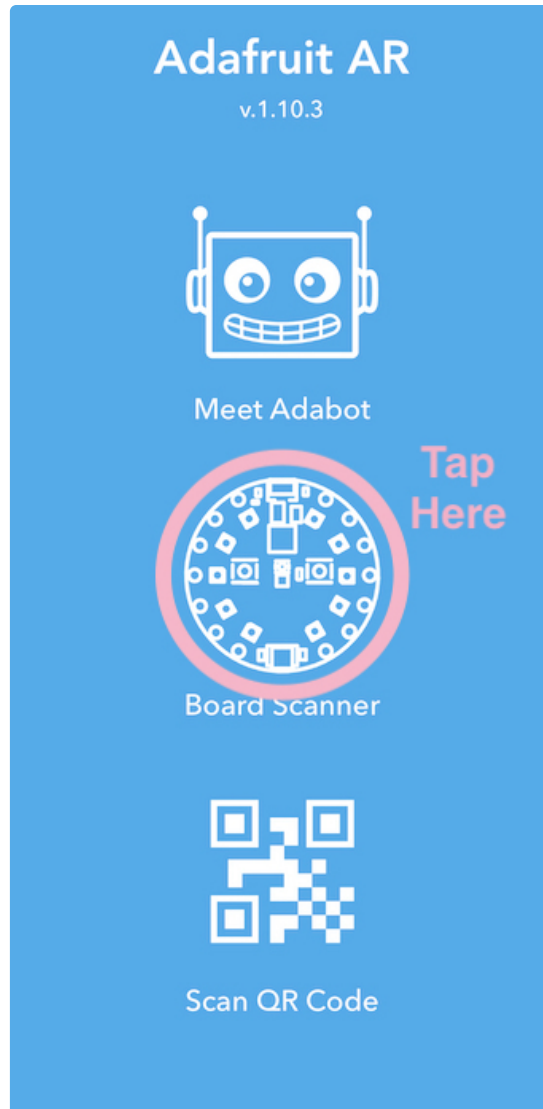 Adafruit AR
v.1.10.3
Meet Adabot
Tap
Here
Board Scanner
Scan QR Code